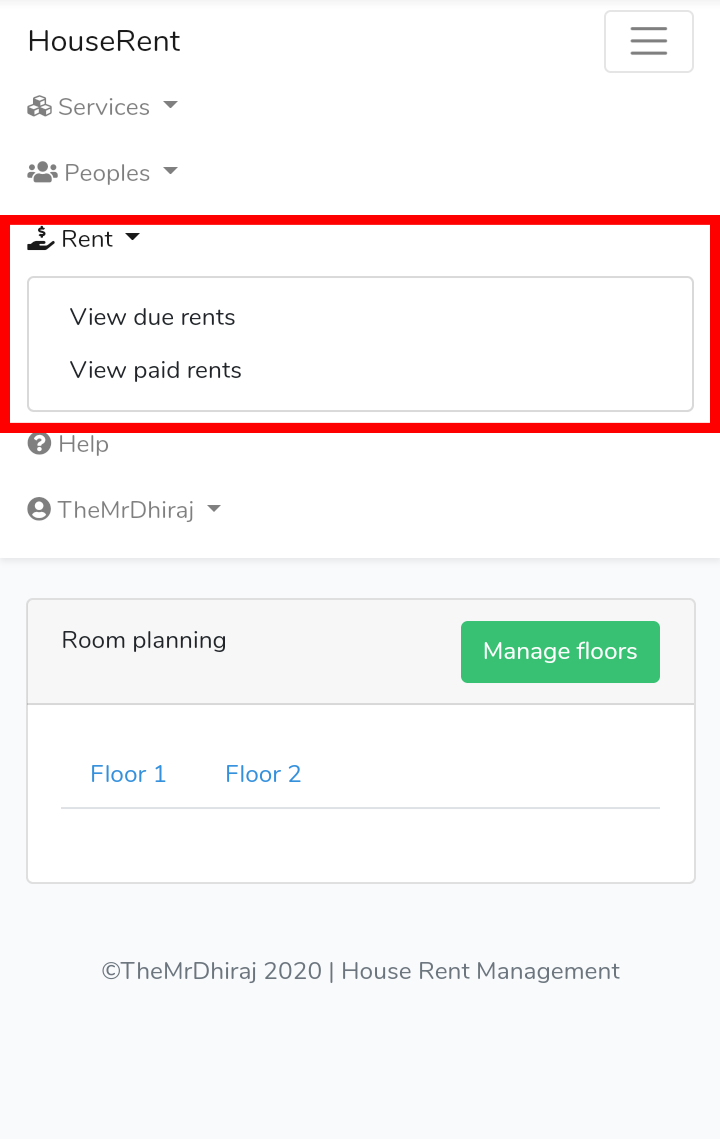 HouseRent
Services
Peoples
Rent
View due rents
View paid rents
Help
TheMrDhiraj
Room planning
Manage floors
Floor 1 Floor 2
©TheMrDhiraj 2020 | House Rent Management